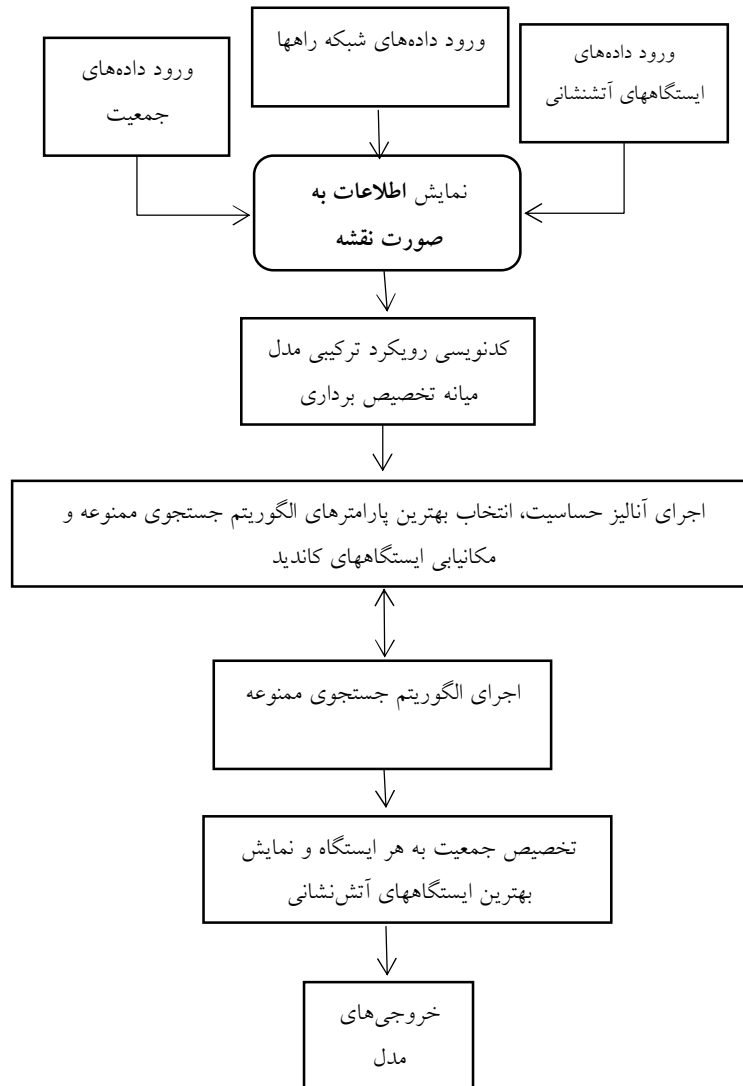 ورود داده‌های
ایستگاههای آتشنشانی
ورود داده‌های شبکه راهها
ورود داده‌های
جمعیت
نمایش اطلاعات به
صورت نقشه
کدنویسی رویکرد ترکیبی مدل
میانه تخصیص برداری
اجرای آنالیز حساسیت، انتخاب بهترین پارامترهای الگوریتم جستجوی ممنوعه و
مکانیابی ایستگاههای کاندید
اجرای الگوریتم جستجوی ممنوعه
تخصیص جمعیت به هر ایستگاه و نمایش
بهترین ایستگاههای آتش‌نشانی
خروجی‌های
مدل